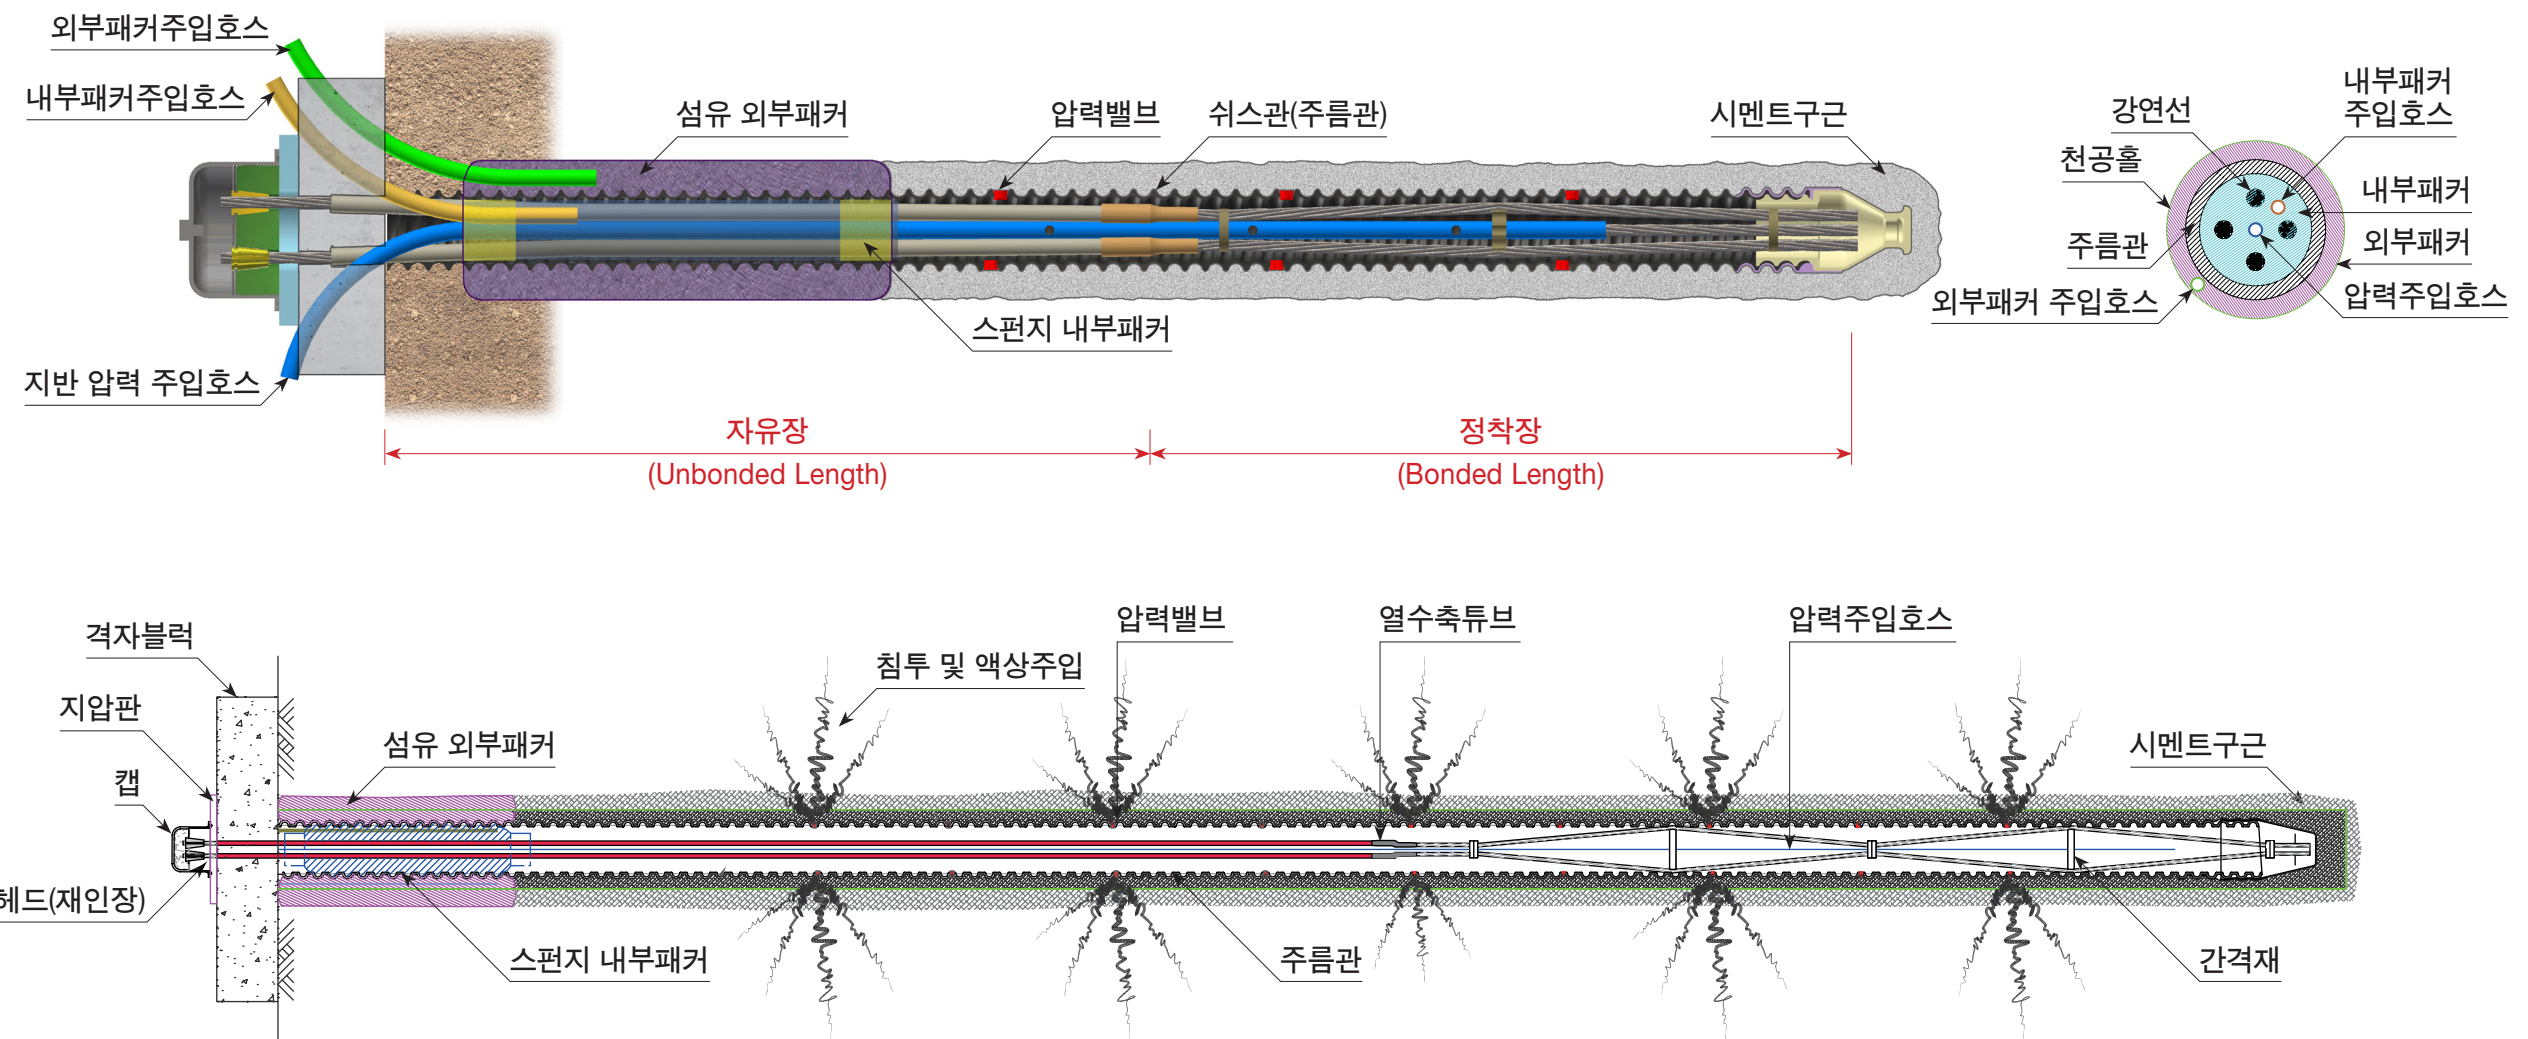 외부패커주입호스
내부패커주입호스
섬유 외부패커
압력밸브
쉬스관(주름관)
시멘트구근
스펀지 내부패커
지반 압력 주입호스
자유장
(Unbonded Length)
정착장
(Bonded Length)
내부패커
주입호스
강연선
천공홀
내부패커
주름관
외부패커
외부패커 주입호스
압력주입호스
격자블럭
지압판
캡
섬유 외부패커
침투 및 액상주입
압력밸브
열수축튜브
압력주입호스
시멘트구근
헤드(재인장)
스펀지 내부패커
주름관
간격재